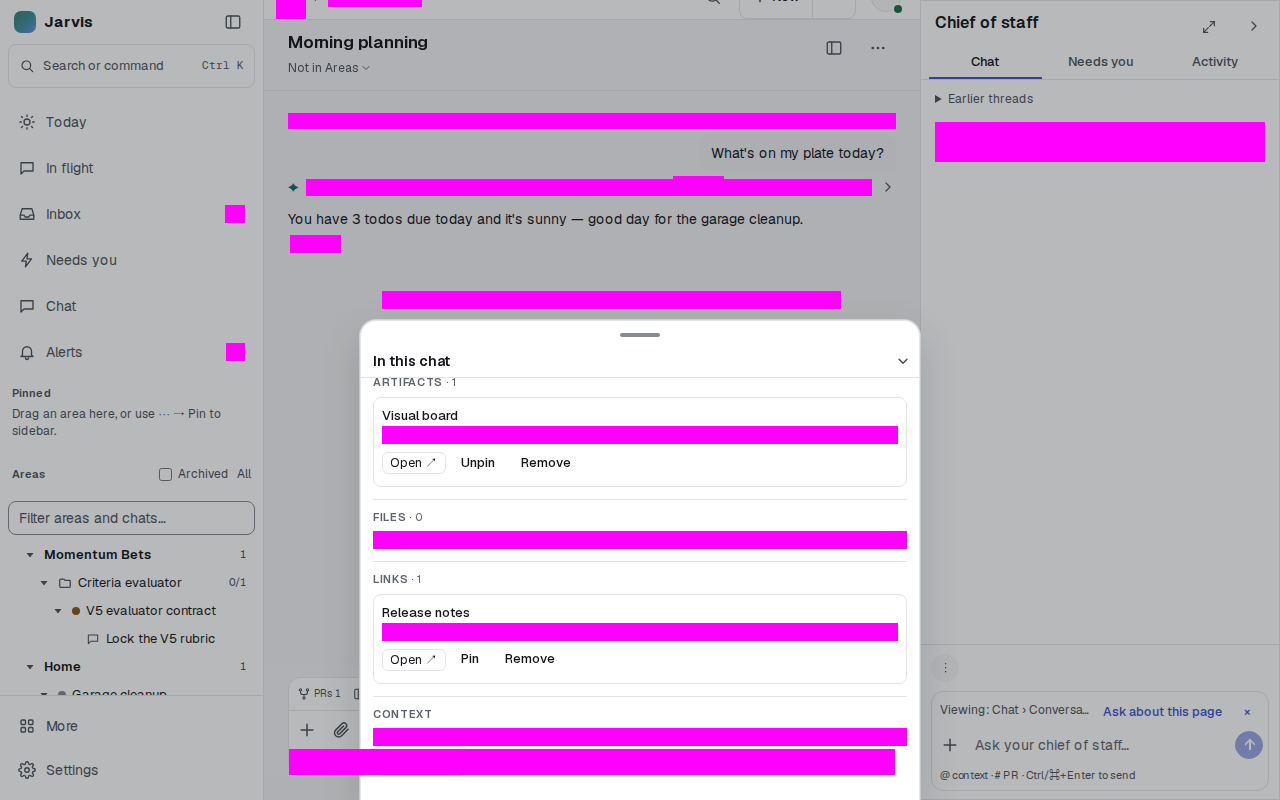 Jarvis
Search or command Ctrl K
Today
In flight
Inbox
Needs you
Chat
Alerts
Pinned
Drag an area here, or use ··· → Pin to
sidebar.
Areas Archived All
Filter areas and chats…
Momentum Bets 1
Criteria evaluator 0/1
V5 evaluator contract
Lock the V5 rubric
Home 1
Garage cleanup
More
Settings
Morning planning
Not in Areas
What's on my plate today?
You have 3 todos due today and it's sunny — good day for the garage cleanup.
PRs 1
In this chat
ARTIFACTS · 1
Visual board
Open ↗ Unpin Remove
FILES · 0
LINKS · 1
Release notes
Open ↗ Pin Remove
CONTEXT
Chief of staff
Chat Needs you Activity
Earlier threads
Viewing: Chat › Conversa… Ask about this page ×
Ask your chief of staff…
@ context · # PR · Ctrl/⌘+Enter to send